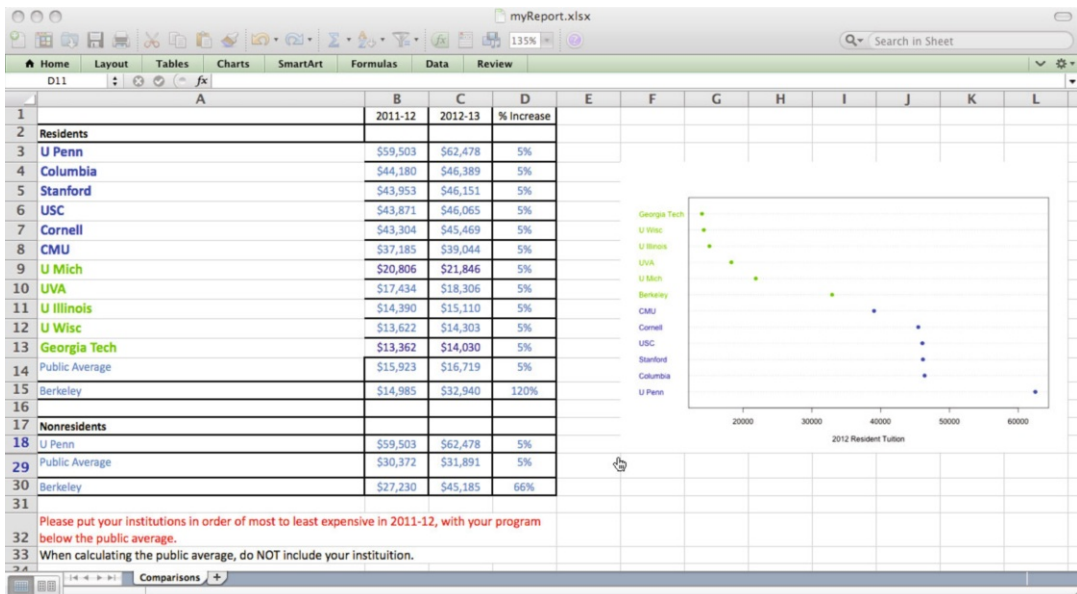 myReport.xlsx
135%
Search in Sheet
Home Layout Tables Charts SmartArt Formulas Data Review
D11 fx
A B C D E F G H I J K L
1 2011-12 2012-13 % Increase
2 Residents
3 U Penn $59,503 $62,478 5%
4 Columbia $44,180 $46,389 5%
5 Stanford $43,953 $46,151 5%
6 USC $43,871 $46,065 5%
7 Cornell $43,304 $45,469 5%
8 CMU $37,185 $39,044 5%
9 U Mich $20,806 $21,846 5%
10 UVA $17,434 $18,306 5%
11 U Illinois $14,390 $15,110 5%
12 U Wisc $13,622 $14,303 5%
13 Georgia Tech $13,362 $14,030 5%
14 Public Average $15,923 $16,719 5%
15 Berkeley $14,985 $32,940 120%
16
17 Nonresidents
18 U Penn $59,503 $62,478 5%
29 Public Average $30,372 $31,891 5%
30 Berkeley $27,230 $45,185 66%
31
Please put your institutions in order of most to least expensive in 2011-12, with your program
32 below the public average.
33 When calculating the public average, do NOT include your instituition.
34
Georgia Tech
U Wisc
U Illinois
UVA
U Mich
Berkeley
CMU
Cornell
USC
Stanford
Columbia
U Penn
20000 30000 40000 50000 60000
2012 Resident Tuition
Comparisons +